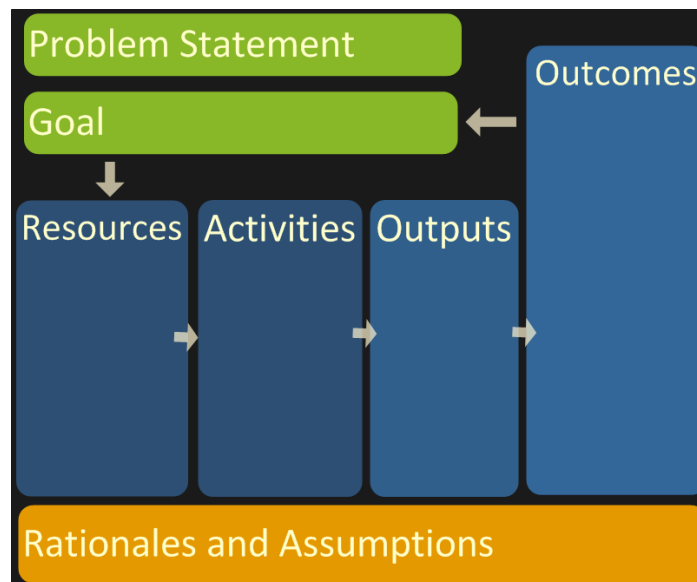 Problem Statement
Goal
Outcomes
Resources
Activities
Outputs
Rationales and Assumptions